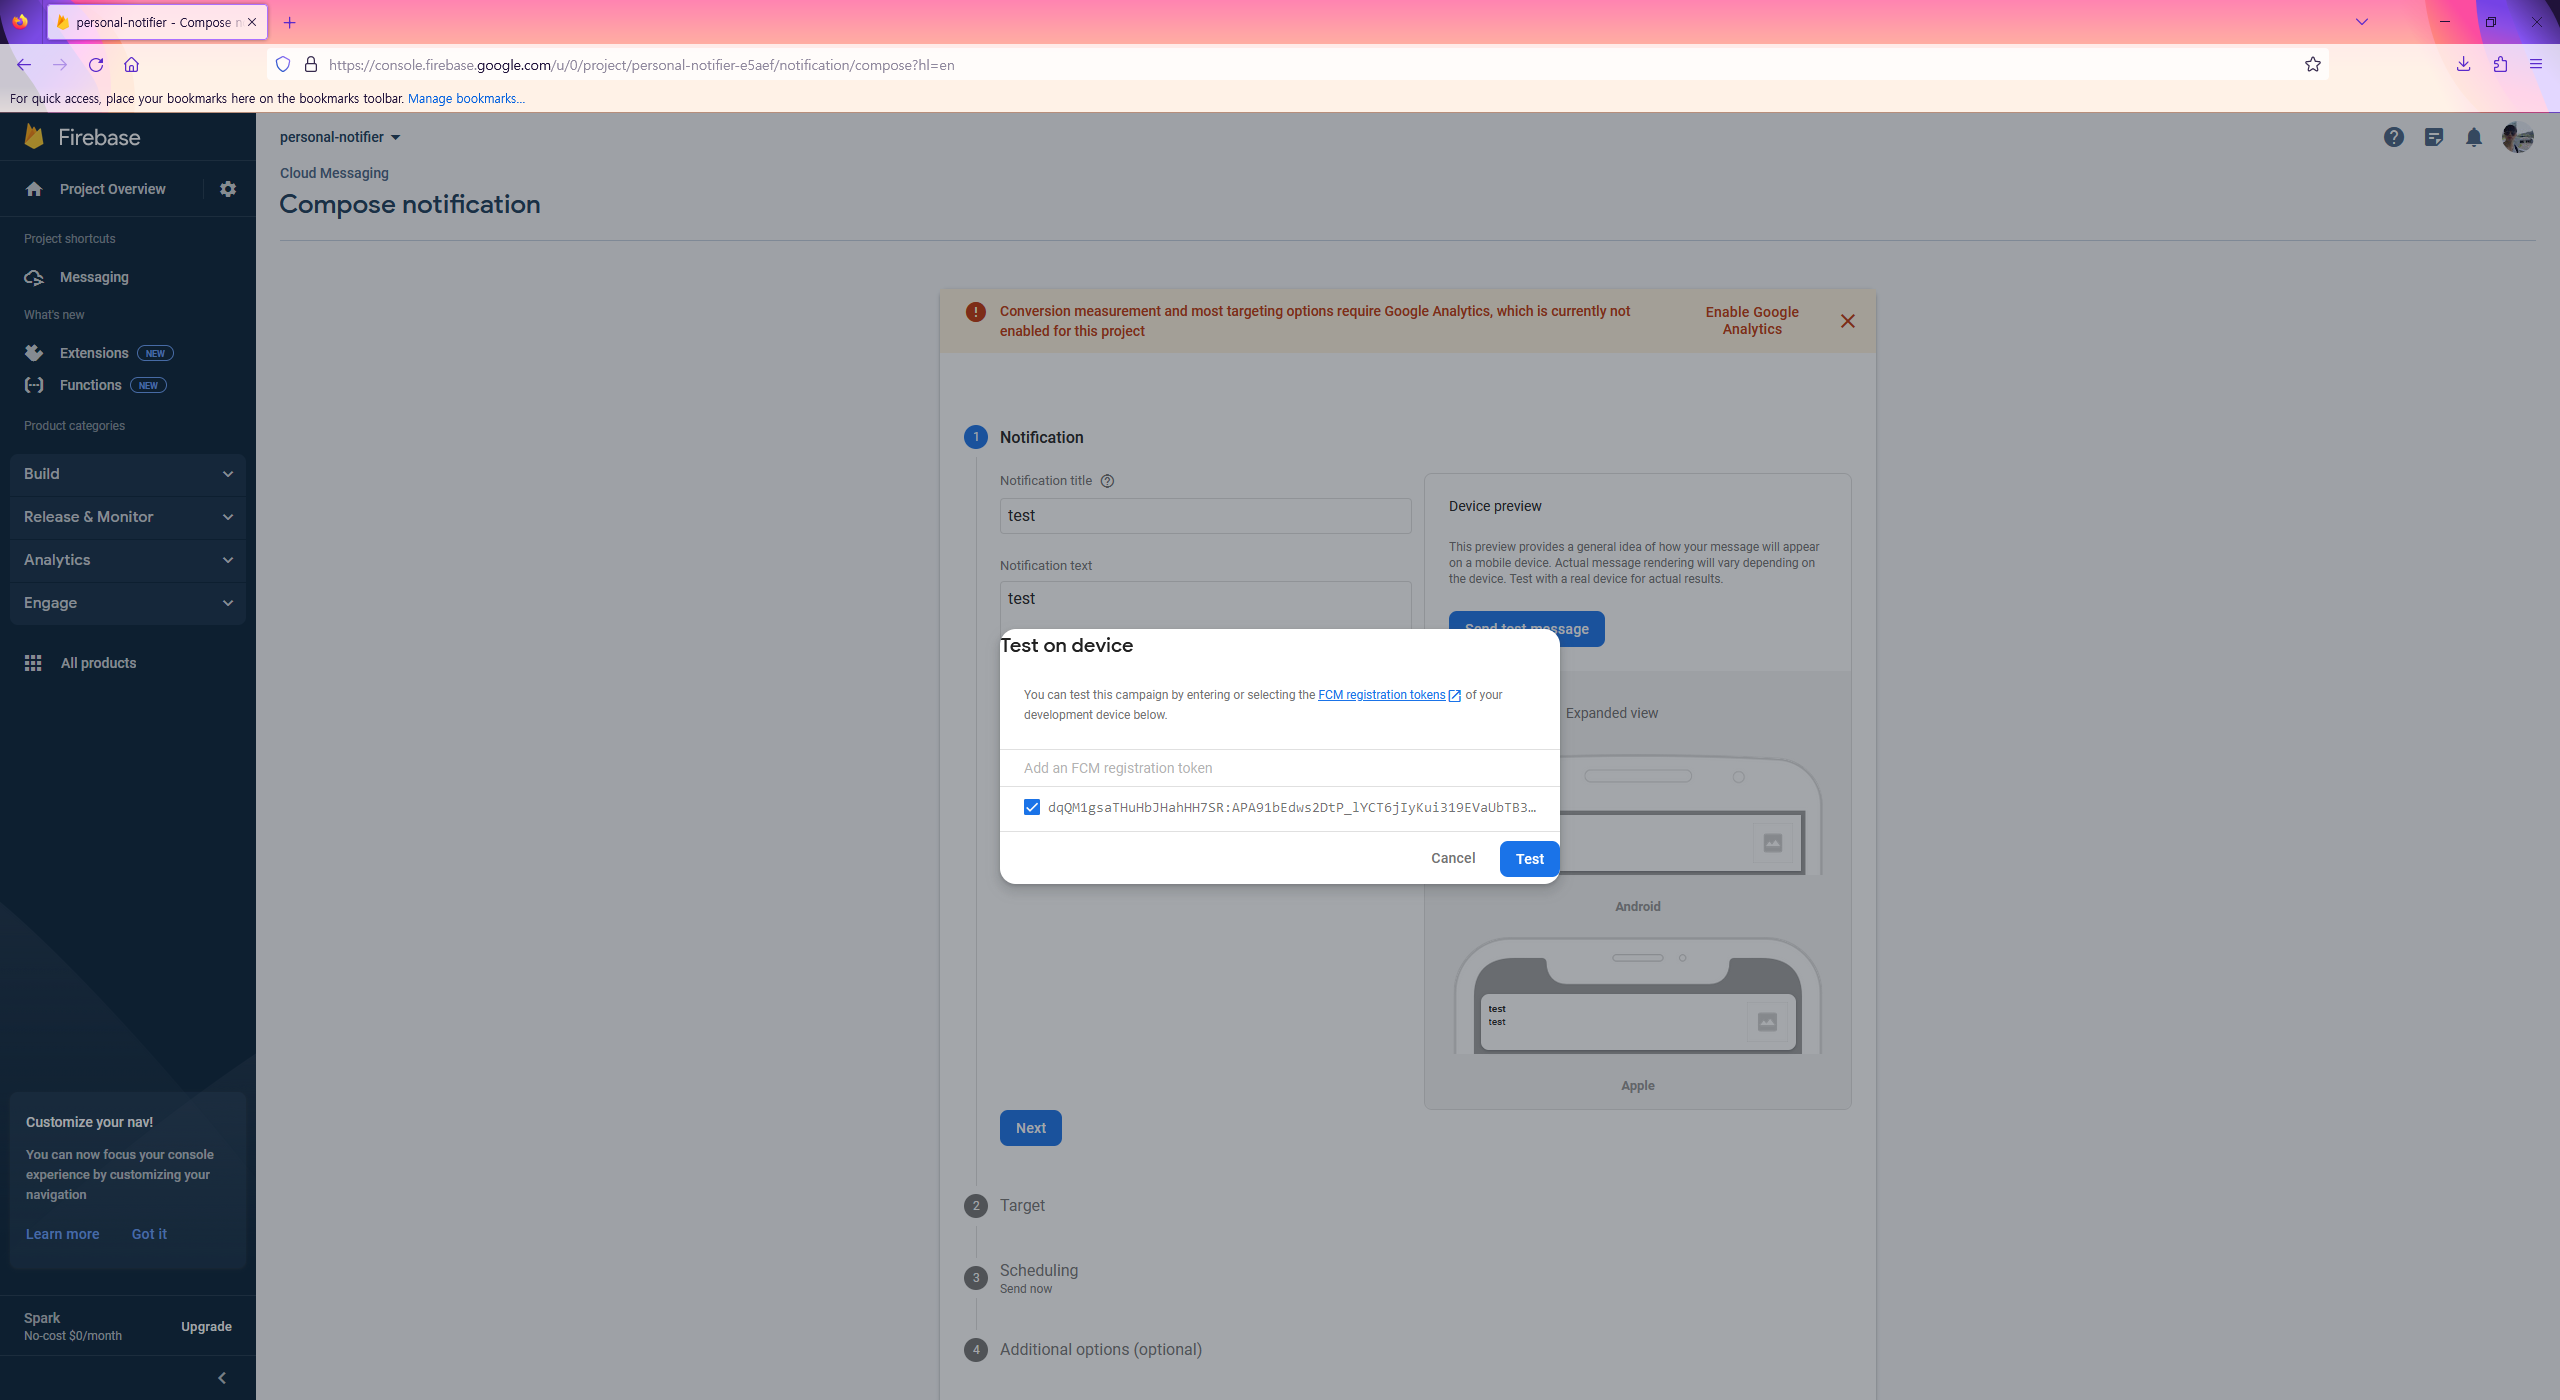 personal-notifier - Compose n
https://console.firebase.google.com/u/0/project/personal-notifier-e5aef/notification/compose?hl=en
For quick access, place your bookmarks here on the bookmarks toolbar. Manage bookmarks...
Firebase
Project Overview
Project shortcuts
Messaging
What's new
Extensions NEW
Functions NEW
Product categories
Build
Release & Monitor
Analytics
Engage
All products
Customize your nav!
You can now focus your console
experience by customizing your
navigation
Learn more Got it
Spark
No-cost $0/month
Upgrade
personal-notifier
Cloud Messaging
Compose notification
Conversion measurement and most targeting options require Google Analytics, which is currently not
enabled for this project
Enable Google
Analytics
1 Notification
Notification title
test
Notification text
test
Device preview
This preview provides a general idea of how your message will appear
on a mobile device. Actual message rendering will vary depending on
the device. Test with a real device for actual results.
Send test message
Test on device
You can test this campaign by entering or selecting the FCM registration tokens of your
development device below.
Add an FCM registration token
dqQM1gsaTHuHbJHahHH7SR:APA91bEdws2DtP_lYCT6jIyKui319EVaUbTB3…
Cancel Test
Expanded view
Android
test
test
Apple
Next
2 Target
3 Scheduling
Send now
4 Additional options (optional)